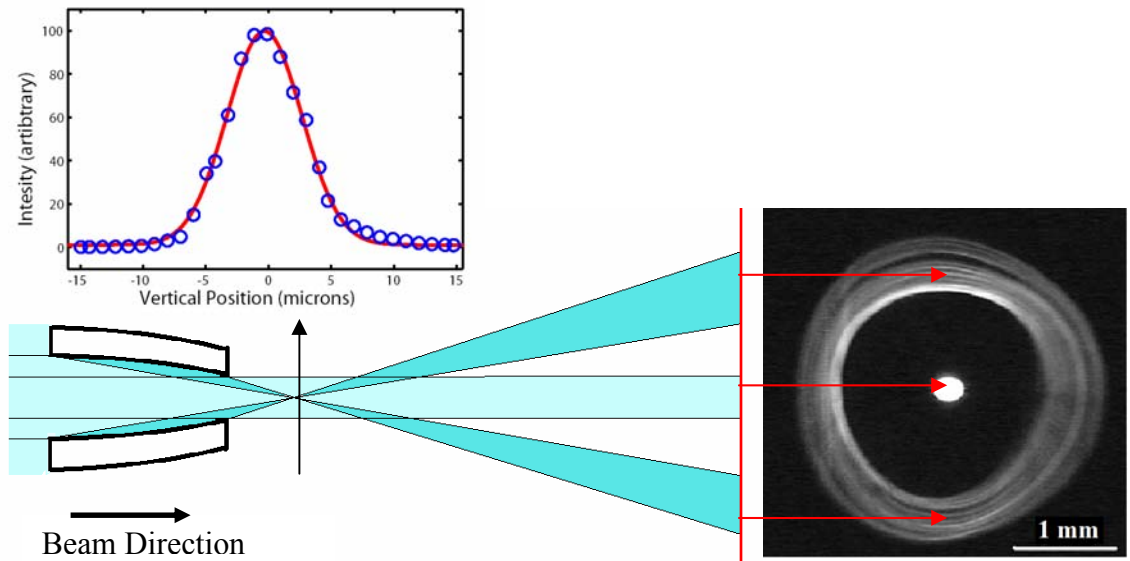 100
80
60
40
20
0
Intesity (artibtrary)
-15 -10 -5 0 5 10 15
Vertical Position (microns)
Beam Direction
1 mm